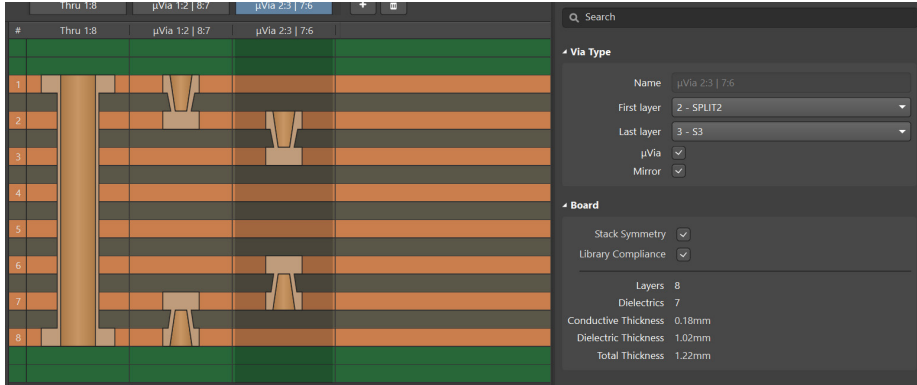 Thru 1:8 µVia 1:2 | 8:7 µVia 2:3 | 7:6 +
# Thru 1:8 µVia 1:2 | 8:7 µVia 2:3 | 7:6
1
2
3
4
5
6
7
8
Search
Via Type
Name µVia 2:3 | 7:6
First layer 2 - SPLIT2
Last layer 3 - S3
µVia
Mirror
Board
Stack Symmetry
Library Compliance
Layers 8
Dielectrics 7
Conductive Thickness 0.18mm
Dielectric Thickness 1.02mm
Total Thickness 1.22mm